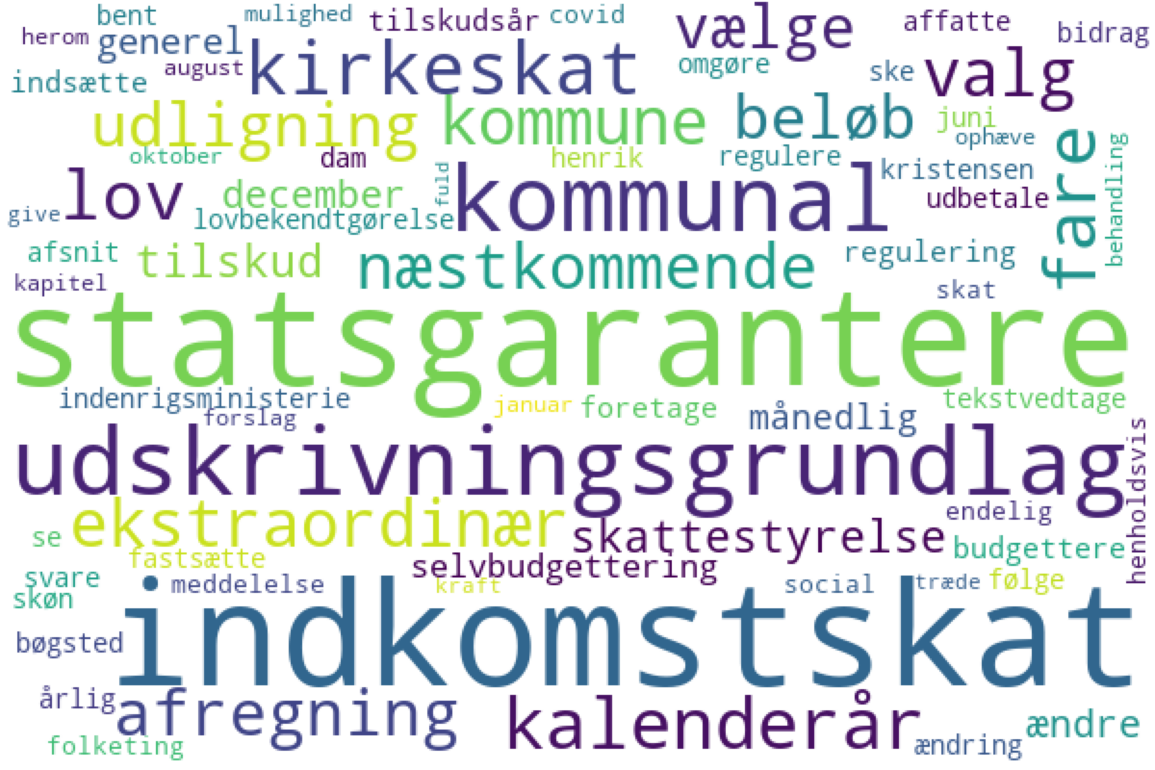 bent
mulighed
tilskudsår
covid
vælge
affatte
bidrag
herom
generel
kirkeskat
omgøre
ske
valg
indsætte
august
udligning
kommune
beløb
juni
ophæve
fare
behandling
oktober
dam
henrik
regulere
kristensen
lov
december
fuld
kommunal
udbetale
give
lovbekendtgørelse
afsnit
tilskud
næstkommende
regulering
kapitel
skat
statsgarantere
indenrigsministerie
januar
foretage
månedlig
tekstvedtage
forslag
udskrivningsgrundlag
henholdsvis
ekstraordinær
skattestyrelse
endelig
se
budgettere
fastsætte
selvbudgettering
svare
meddelelse
kraft
social
træde
følge
skøn
indkomstskat
bøgsted
årlig
afregning
kalenderår
ændre
folketing
ændring